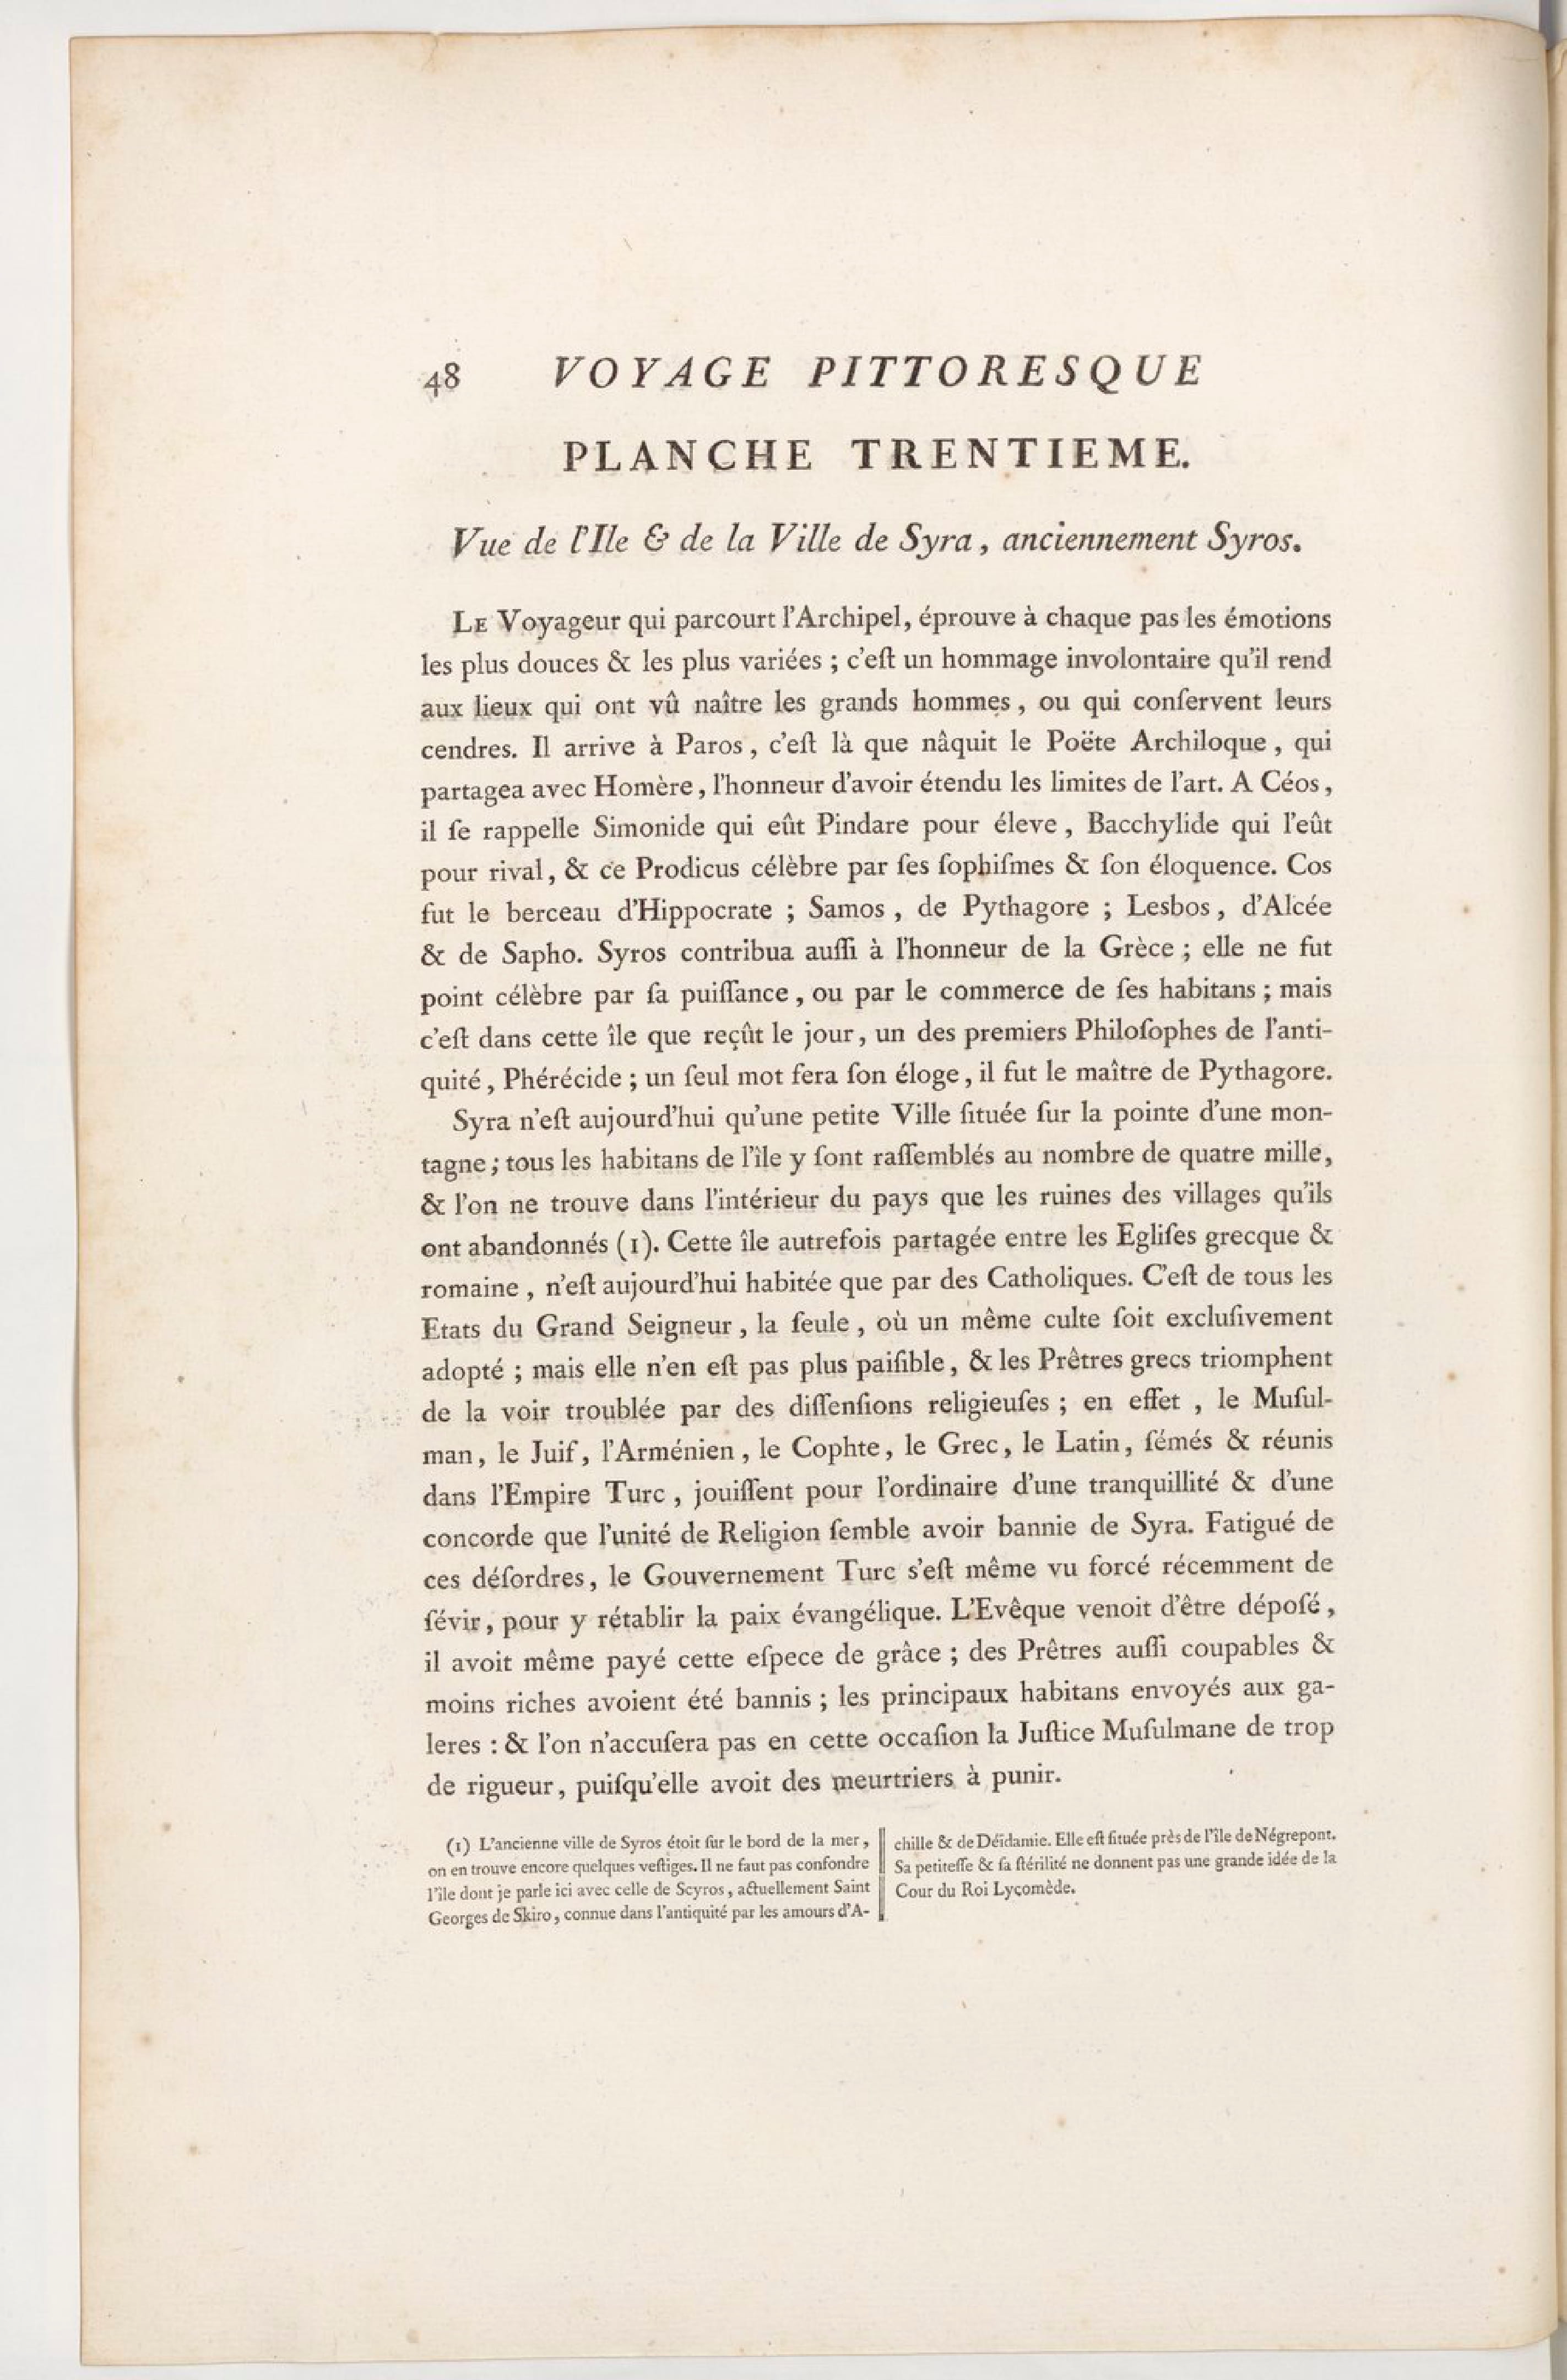 48 VOYAGE PITTORESQUE
PLANCHE TRENTIEME.
Vue de l'Ile & de la Ville de Syra, anciennement Syros.
LE Voyageur qui parcourt l'Archipel, éprouve à chaque pas les émotions
les plus douces & les plus variées ; c'eſt un hommage involontaire qu'il rend
aux lieux qui ont vû naître les grands hommes, ou qui conſervent leurs
cendres. Il arrive à Paros, c'eſt là que nâquit le Poëte Archiloque, qui
partagea avec Homère, l'honneur d'avoir étendu les limites de l'art. A Céos,
il ſe rappelle Simonide qui eût Pindare pour éleve, Bacchylide qui l'eût
pour rival, & ce Prodicus célèbre par ſes ſophiſmes & ſon éloquence. Cos
fut le berceau d'Hippocrate ; Samos, de Pythagore ; Lesbos, d'Alcée
& de Sapho. Syros contribua auſſi à l'honneur de la Grèce ; elle ne fut
point célèbre par ſa puiſſance, ou par le commerce de ſes habitans ; mais
c'eſt dans cette île que reçût le jour, un des premiers Philoſophes de l'anti-
quité, Phérécide ; un ſeul mot fera ſon éloge, il fut le maître de Pythagore.
Syra n'eſt aujourd'hui qu'une petite Ville ſituée ſur la pointe d'une mon-
tagne ; tous les habitans de l'île y ſont raſſemblés au nombre de quatre mille,
& l'on ne trouve dans l'intérieur du pays que les ruines des villages qu'ils
ont abandonnés (1). Cette île autrefois partagée entre les Egliſes grecque &
romaine, n'eſt aujourd'hui habitée que par des Catholiques. C'eſt de tous les
Etats du Grand Seigneur, la ſeule, où un même culte ſoit excluſivement
adopté ; mais elle n'en eſt pas plus paiſible, & les Prêtres grecs triomphent
de la voir troublée par des diſſenſions religieuſes ; en effet, le Muſul-
man, le Juif, l'Arménien, le Cophte, le Grec, le Latin, ſémés & réunis
dans l'Empire Turc, jouiſſent pour l'ordinaire d'une tranquillité & d'une
concorde que l'unité de Religion ſemble avoir bannie de Syra. Fatigué de
ces déſordres, le Gouvernement Turc s'eſt même vu forcé récemment de
ſévir, pour y rétablir la paix évangélique. L'Evêque venoit d'être dépoſé,
il avoit même payé cette eſpece de grâce ; des Prêtres auſſi coupables &
moins riches avoient été bannis ; les principaux habitans envoyés aux ga-
leres : & l'on n'accuſera pas en cette occaſion la Juſtice Muſulmane de trop
de rigueur, puiſqu'elle avoit des meurtriers à punir.
(1) L'ancienne ville de Syros étoit ſur le bord de la mer,
on en trouve encore quelques veſtiges. Il ne faut pas confondre
l'île dont je parle ici avec celle de Scyros, actuellement Saint
Georges de Skiro, connue dans l'antiquité par les amours d'A-
chille & de Déïdamie. Elle eſt ſituée près de l'île de Négrepont.
Sa petiteſſe & ſa ſtérilité ne donnent pas une grande idée de la
Cour du Roi Lycomède.